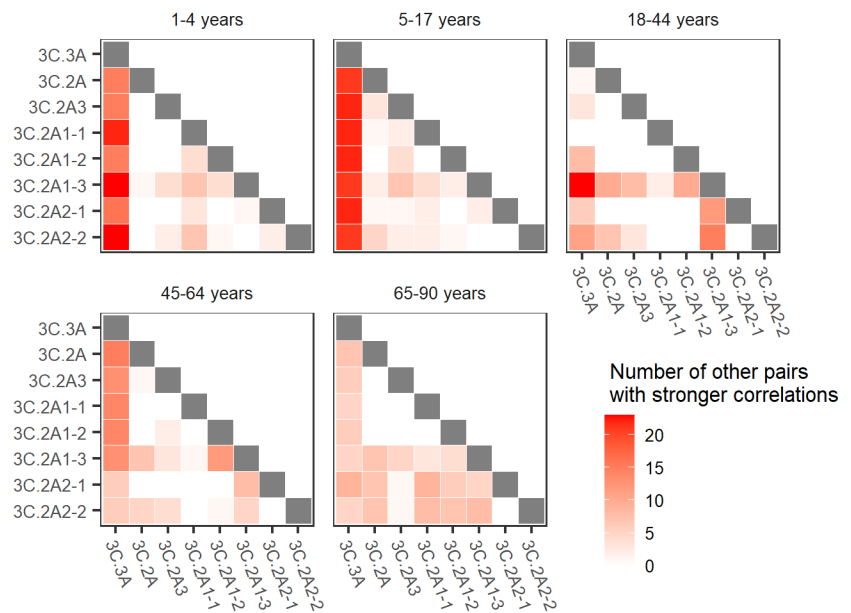 1-4 years
5-17 years
18-44 years
3C.3A
3C.2A
3C.2A3
3C.2A1-1
3C.2A1-2
3C.2A1-3
3C.2A2-1
3C.2A2-2
3C.3A
3C.2A
3C.2A3
3C.2A1-1
3C.2A1-2
3C.2A1-3
3C.2A2-1
3C.2A2-2
45-64 years
65-90 years
3C.3A
3C.2A
3C.2A3
3C.2A1-1
3C.2A1-2
3C.2A1-3
3C.2A2-1
3C.2A2-2
3C.3A
3C.2A
3C.2A3
3C.2A1-1
3C.2A1-2
3C.2A1-3
3C.2A2-1
3C.2A2-2
3C.3A
3C.2A
3C.2A3
3C.2A1-1
3C.2A1-2
3C.2A1-3
3C.2A2-1
3C.2A2-2
Number of other pairs
with stronger correlations
20
15
10
5
0